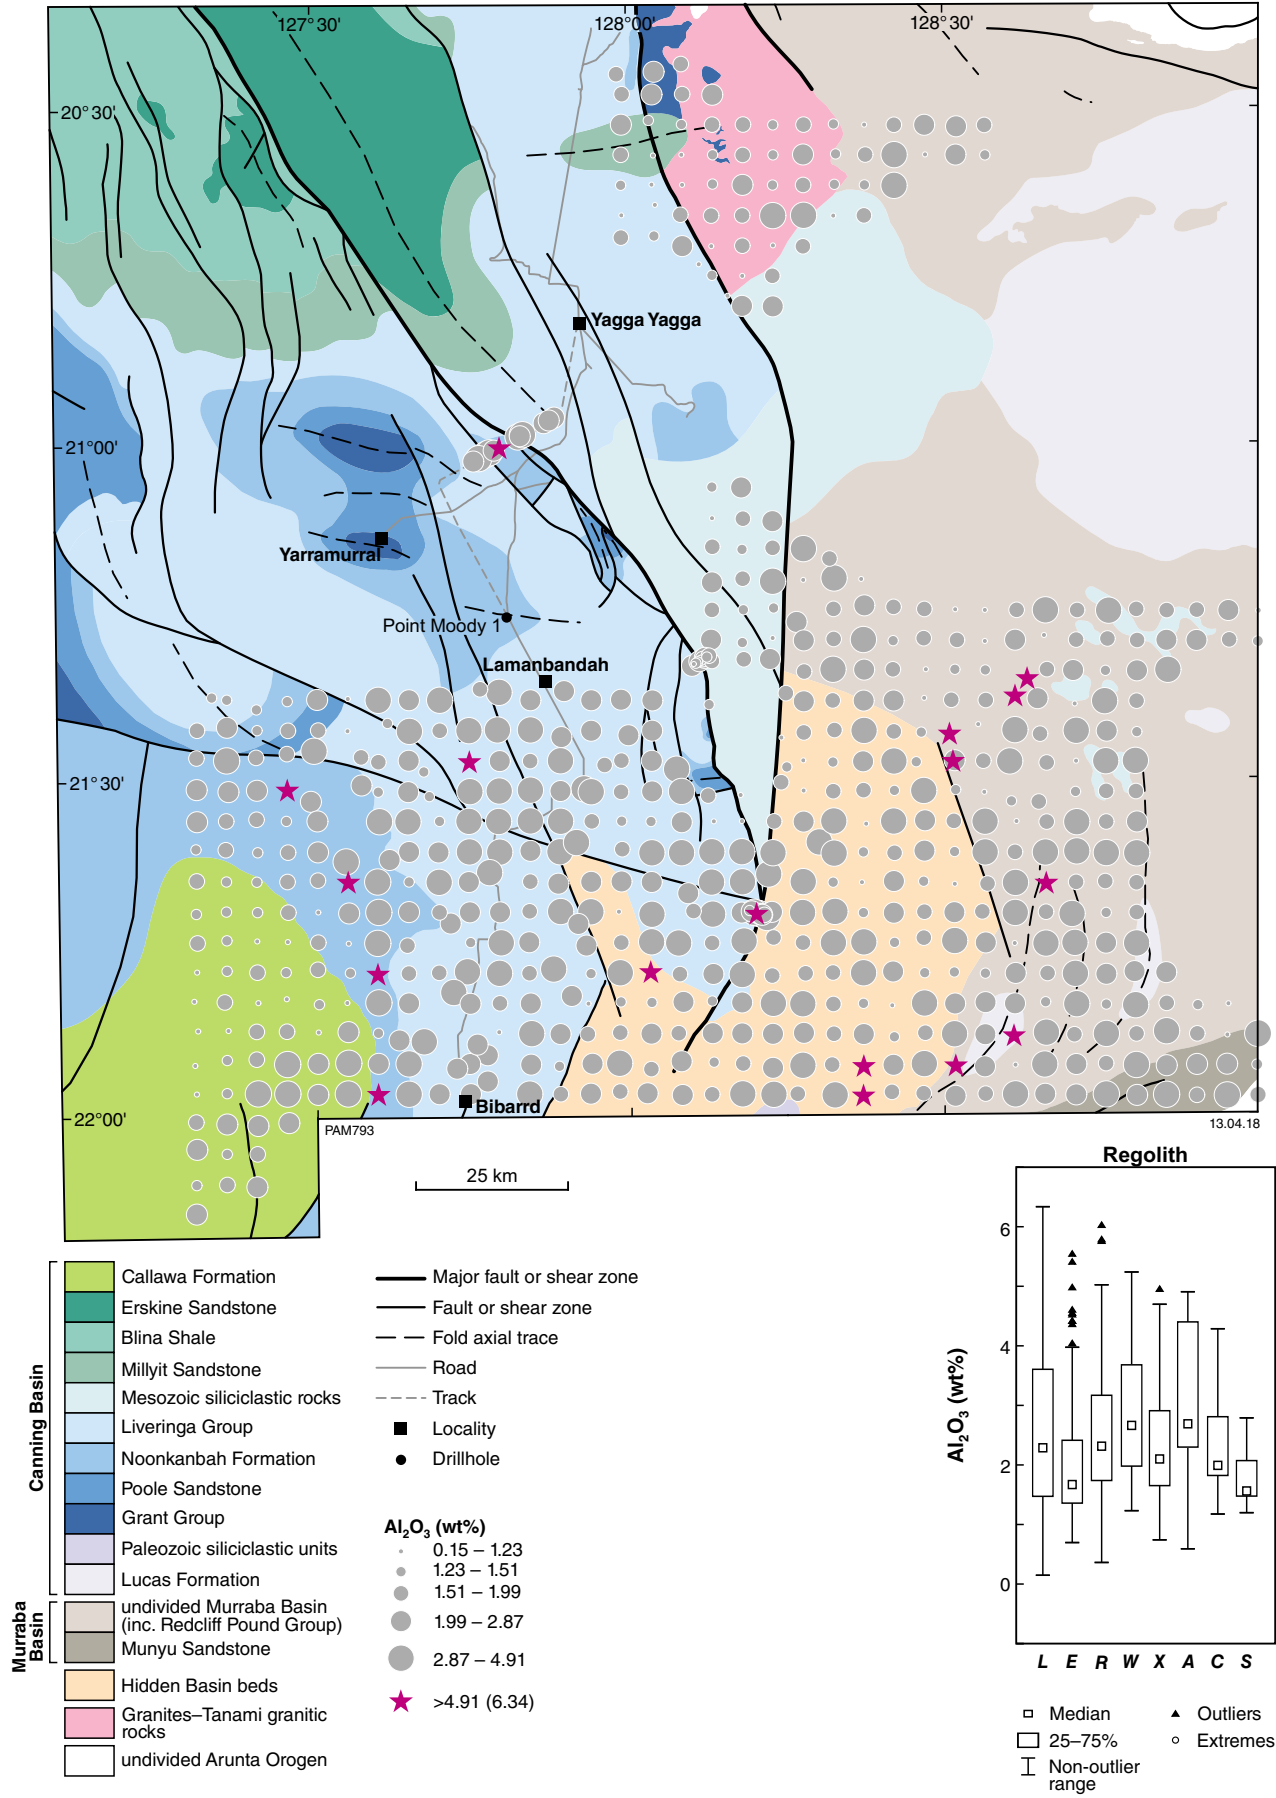 127°30'
128°00'
128°30'
20°30'
Yagga Yagga
21°00'
Yarramurral
Point Moody 1
Lamanbandah
21°30'
Bibarrd
22°00'
PAM793
13.04.18
25 km
Canning Basin
Callawa Formation
Erskine Sandstone
Blina Shale
Millyit Sandstone
Mesozoic siliciclastic rocks
Liveringa Group
Noonkanbah Formation
Poole Sandstone
Grant Group
Paleozoic siliciclastic units
Lucas Formation
Murraba
Basin
undivided Murraba Basin
(inc. Redcliff Pound Group)
Munyu Sandstone
Hidden Basin beds
Granites–Tanami granitic
rocks
undivided Arunta Orogen
Major fault or shear zone
Fault or shear zone
Fold axial trace
Road
Track
Locality
Drillhole
Al₂O₃ (wt%)
0.15 – 1.23
1.23 – 1.51
1.51 – 1.99
1.99 – 2.87
2.87 – 4.91
>4.91 (6.34)
Regolith
Al₂O₃ (wt%)
6
4
2
0
L E R W X A C S
Median
25–75%
Non-outlier
range
Outliers
Extremes